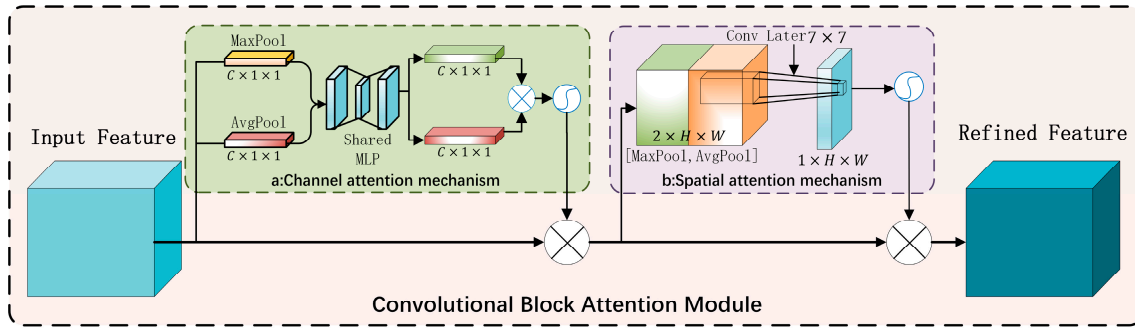 Input Feature
MaxPool
C×1×1
AvgPool
C×1×1
Shared
MLP
C×1×1
C×1×1
a:Channel attention mechanism
Conv Later7×7
2×H×W
[MaxPool,AvgPool]
1×H×W
b:Spatial attention mechanism
Refined Feature
Convolutional Block Attention Module